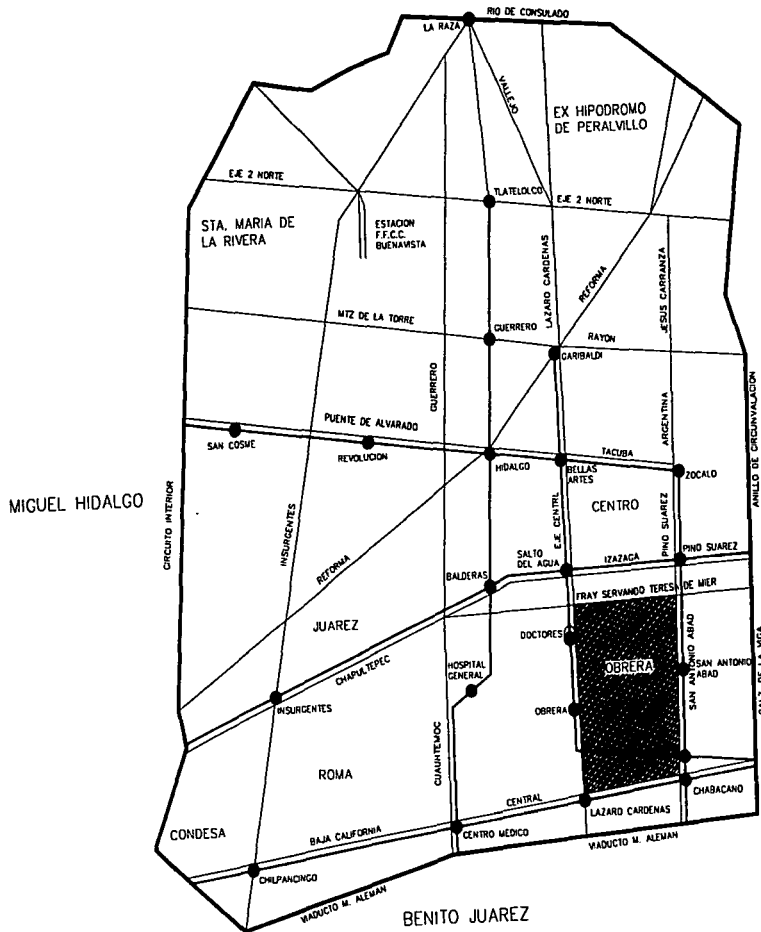 RIO DE CONSULADO
LA RAZA
VALLEJO
EX HIPODROMO
DE PERALVILLO
EJE 2 NORTE
TLATELOLCO
EJE 2 NORTE
STA. MARIA DE
LA RIVERA
ESTACION
F.F.C.C.
BUENAVISTA
LAZARO CARDENAS
REFORMA
JESUS CARRANZA
MTZ DE LA TORRE
GUERRERO
RAYON
GARIBALDI
GUERRERO
ARGENTINA
PUENTE DE ALVARADO
SAN COSME
REVOLUCION
HIDALGO
TACUBA
BELLAS
ARTES
ZOCALO
ANILLO DE CIRCUNVALACION
MIGUEL HIDALGO
CIRCUITO INTERIOR
INSURGENTES
CENTRO
EJE CENTRL
PINO SUAREZ
REFORMA
SALTO
DEL AGUA
IZAZAGA
PINO SUAREZ
BALDERAS
FRAY SERVANDO TERESA DE MIER
JUAREZ
DOCTORES
CHAPULTEPEC
HOSPITAL
GENERAL
OBRERA
SAN ANTONIO ABAD
SAN ANTONIO
ABAD
CALZ. DE LA VIGA
INSURGENTES
OBRERA
CUAUHTEMOC
ROMA
CENTRAL
CHABACANO
LAZARO CARDENAS
CONDESA
BAJA CALIFORNIA
CENTRO MEDICO
VIADUCTO M. ALEMAN
CHILPANCINGO
VIADUCTO M. ALEMAN
BENITO JUAREZ